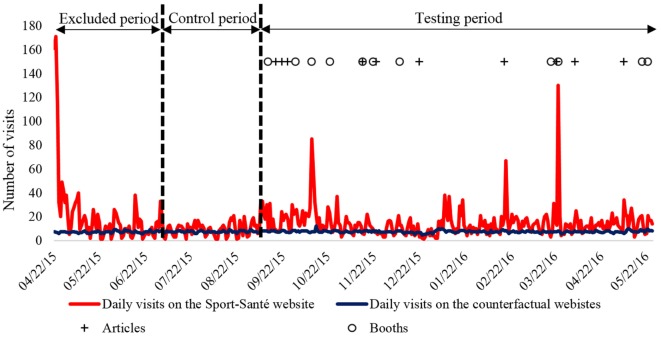 Excluded period Control period Testing period
Number of visits
180
160
140
120
100
80
60
40
20
0
04/22/15 05/22/15 06/22/15 07/22/15 08/22/15 09/22/15 10/22/15 11/22/15 12/22/15 01/22/16 02/22/16 03/22/16 04/22/16 05/22/16
Daily visits on the Sport-Santé website Daily visits on the counterfactual webistes
+ Articles o Booths